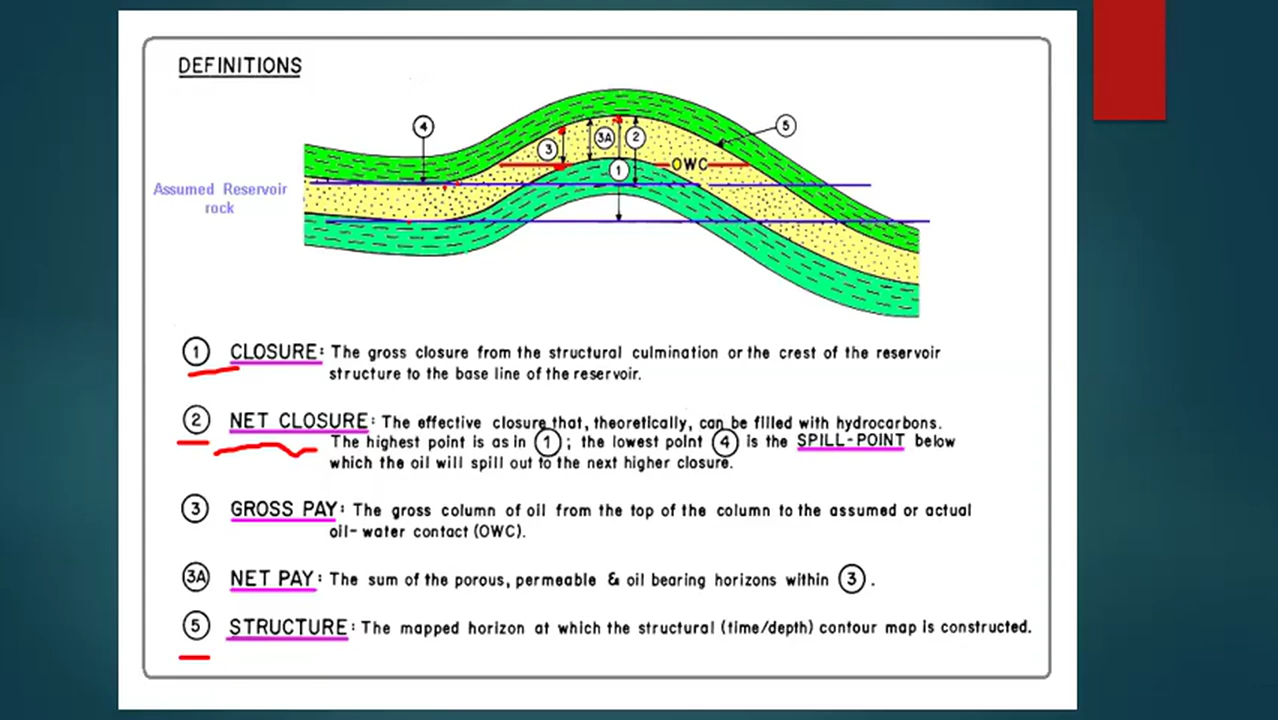 DEFINITIONS
4
5
3
3A
2
OWC
1
Assumed Reservoir
rock
1 CLOSURE: The gross closure from the structural culmination or the crest of the reservoir
structure to the base line of the reservoir.
2 NET CLOSURE: The effective closure that, theoretically, can be filled with hydrocarbons.
The highest point is as in 1; the lowest point 4 is the SPILL-POINT below
which the oil will spill out to the next higher closure.
3 GROSS PAY: The gross column of oil from the top of the column to the assumed or actual
oil-water contact (OWC).
3A NET PAY: The sum of the porous, permeable & oil bearing horizons within 3.
5 STRUCTURE: The mapped horizon at which the structural (time/depth) contour map is constructed.